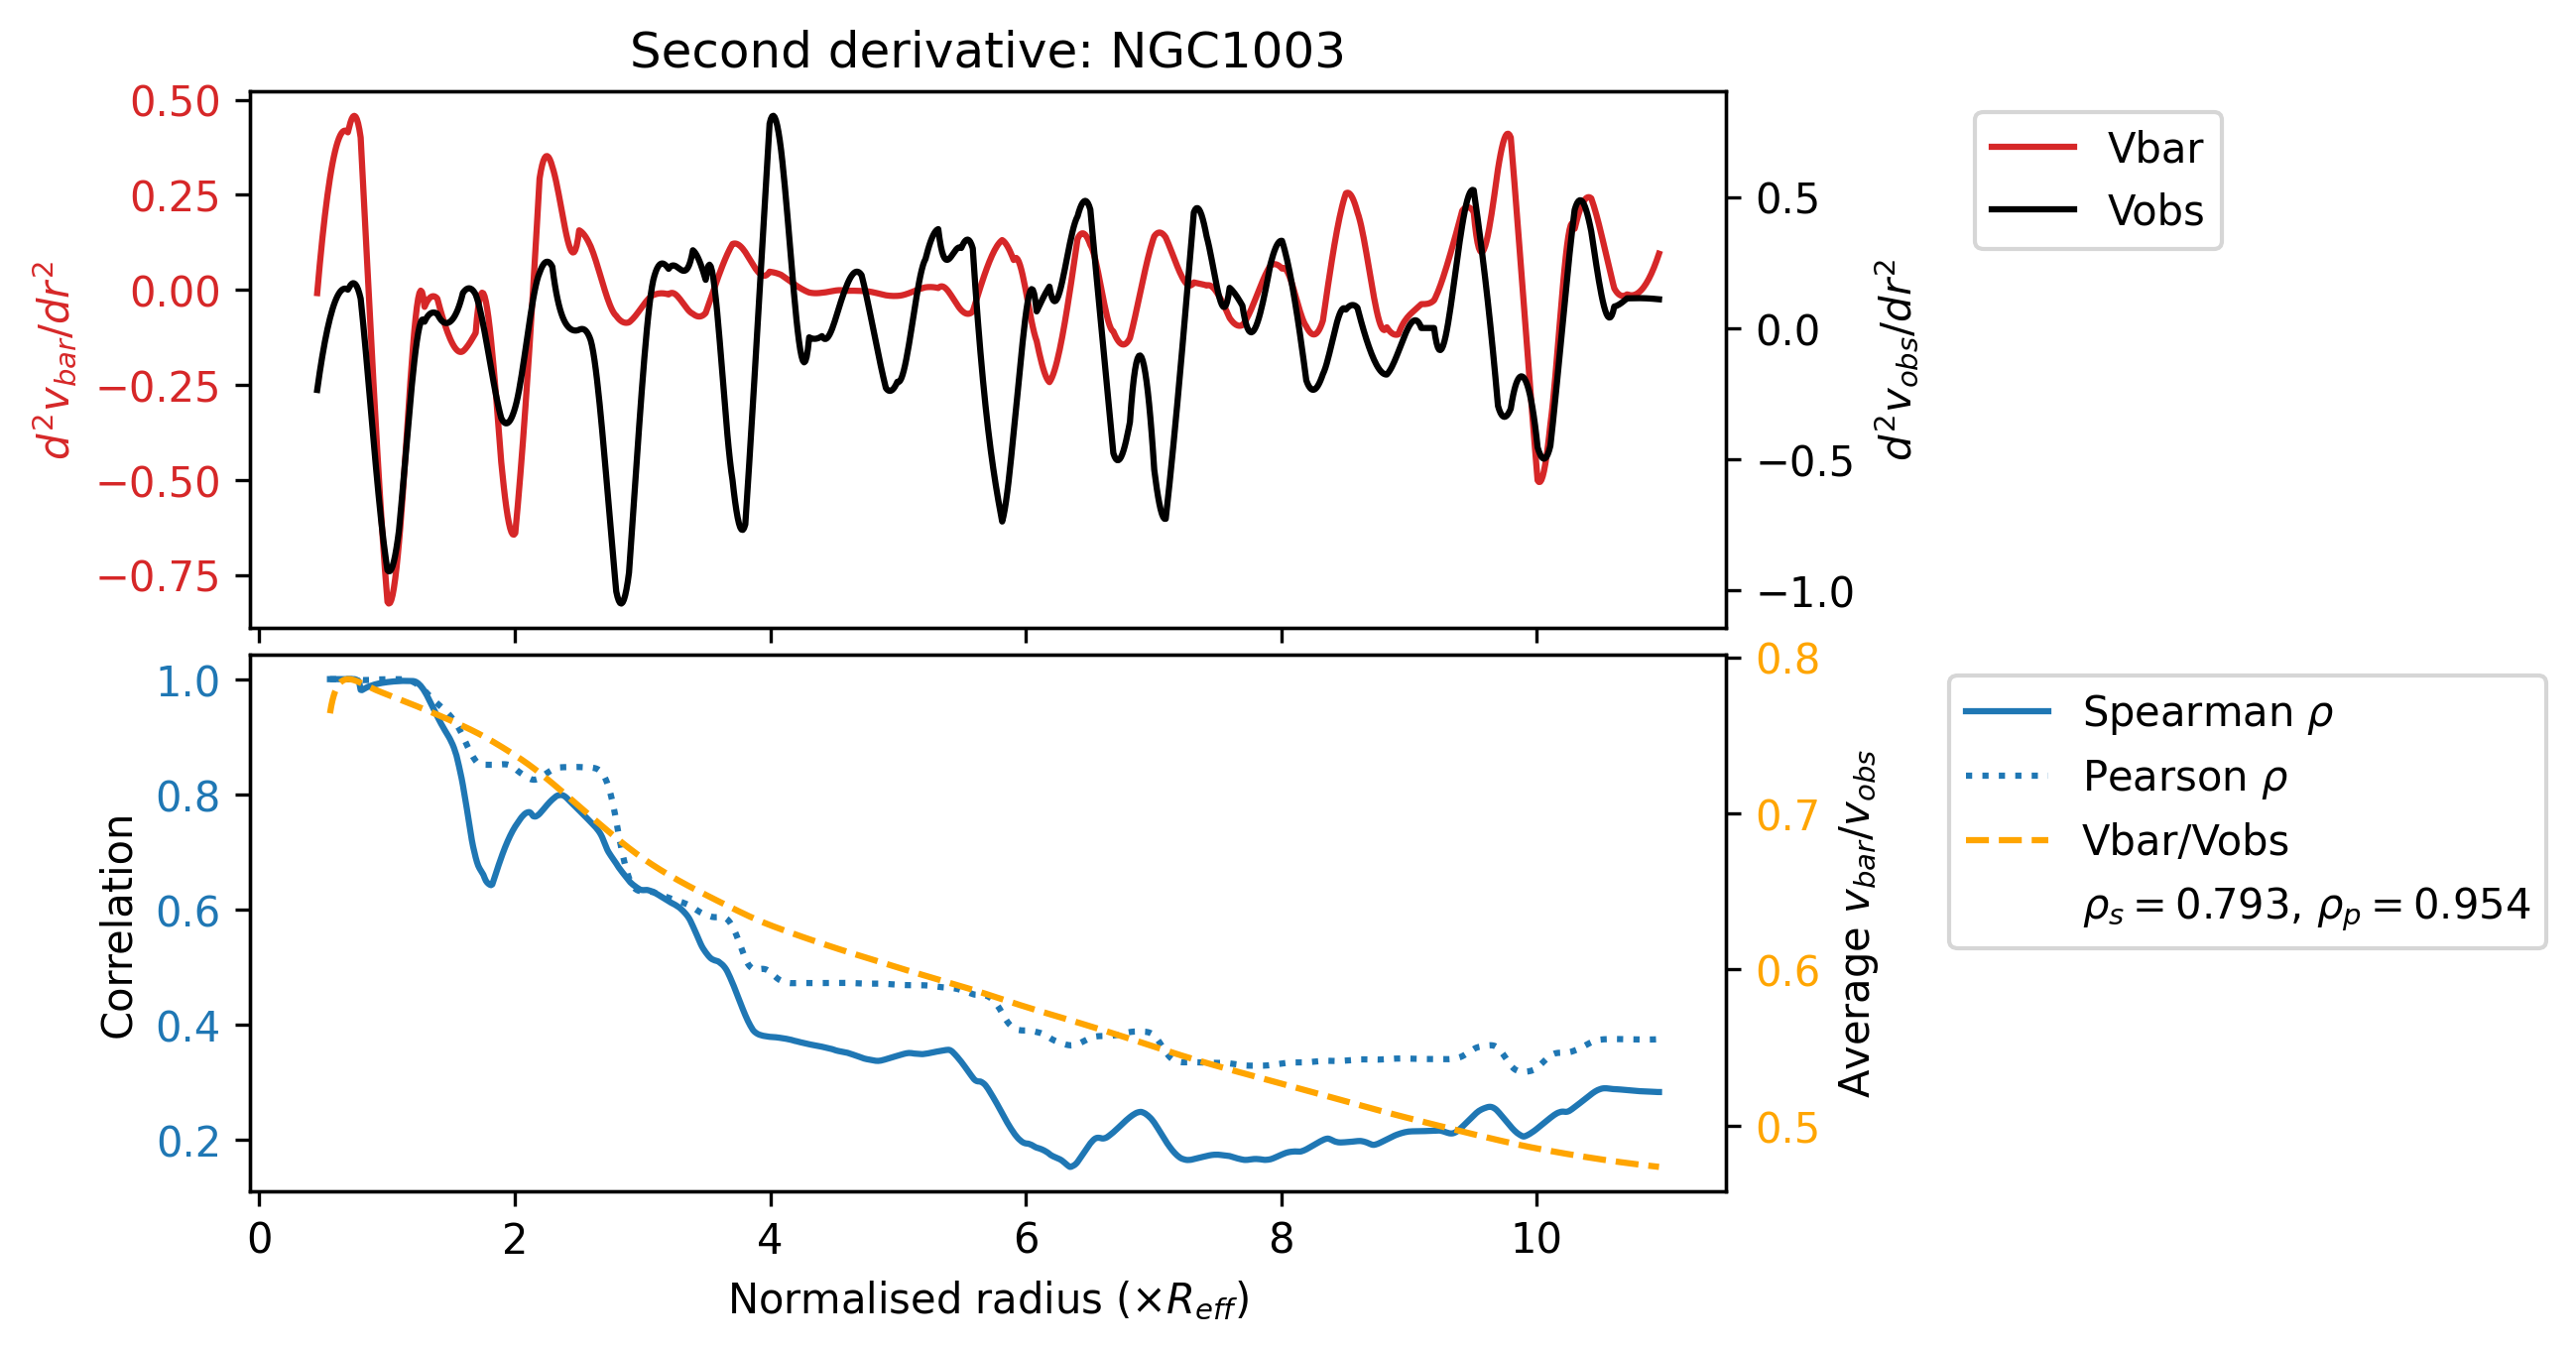 Second derivative: NGC1003
0.50
0.25
0.00
−0.25
−0.50
−0.75
d²v_bar/dr²
0.5
0.0
−0.5
−1.0
d²v_obs/dr²
Vbar
Vobs
1.0
0.8
0.6
0.4
0.2
Correlation
0.8
0.7
0.6
0.5
Average v_bar/v_obs
Spearman ρ
Pearson ρ
Vbar/Vobs
ρ_s = 0.793, ρ_p = 0.954
0 2 4 6 8 10
Normalised radius (×R_eff)